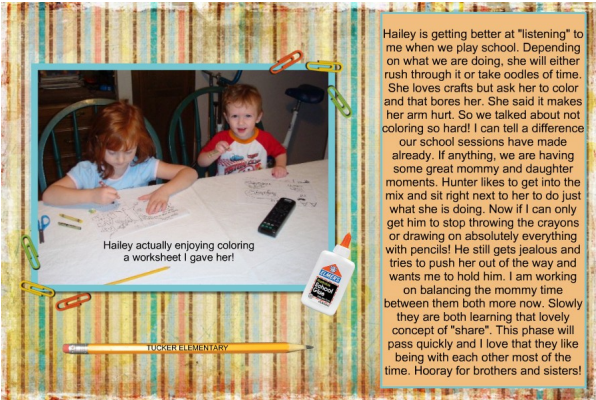 Hailey is getting better at "listening" to
me when we play school. Depending
on what we are doing, she will either
rush through it or take oodles of time.
She loves crafts but ask her to color
and that bores her. She said it makes
her arm hurt. So we talked about not
coloring so hard! I can tell a difference
our school sessions have made
already. If anything, we are having
some great mommy and daughter
moments. Hunter likes to get into the
mix and sit right next to her to do just
what she is doing. Now if I can only
get him to stop throwing the crayons
or drawing on absolutely everything
with pencils! He still gets jealous and
tries to push her out of the way and
wants me to hold him. I am working
on balancing the mommy time
between them both more now. Slowly
they are both learning that lovely
concept of "share". This phase will
pass quickly and I love that they like
being with each other most of the
time. Hooray for brothers and sisters!
Hailey actually enjoying coloring
a worksheet I gave her!
ELMER'S
School
Glue
TUCKER ELEMENTARY